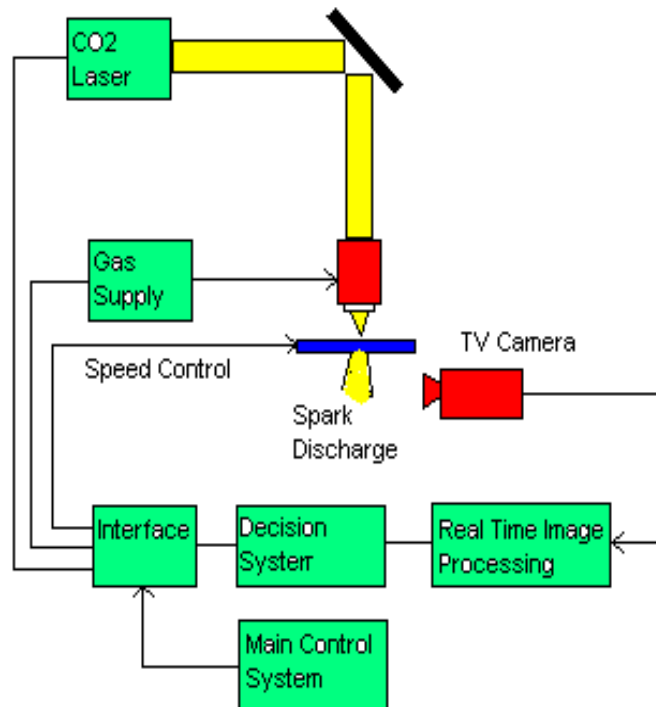 CO2
Laser
Gas
Supply
Speed Control
TV Camera
Spark
Discharge
Interface
Decision
System
Real Time Image
Processing
Main Control
System